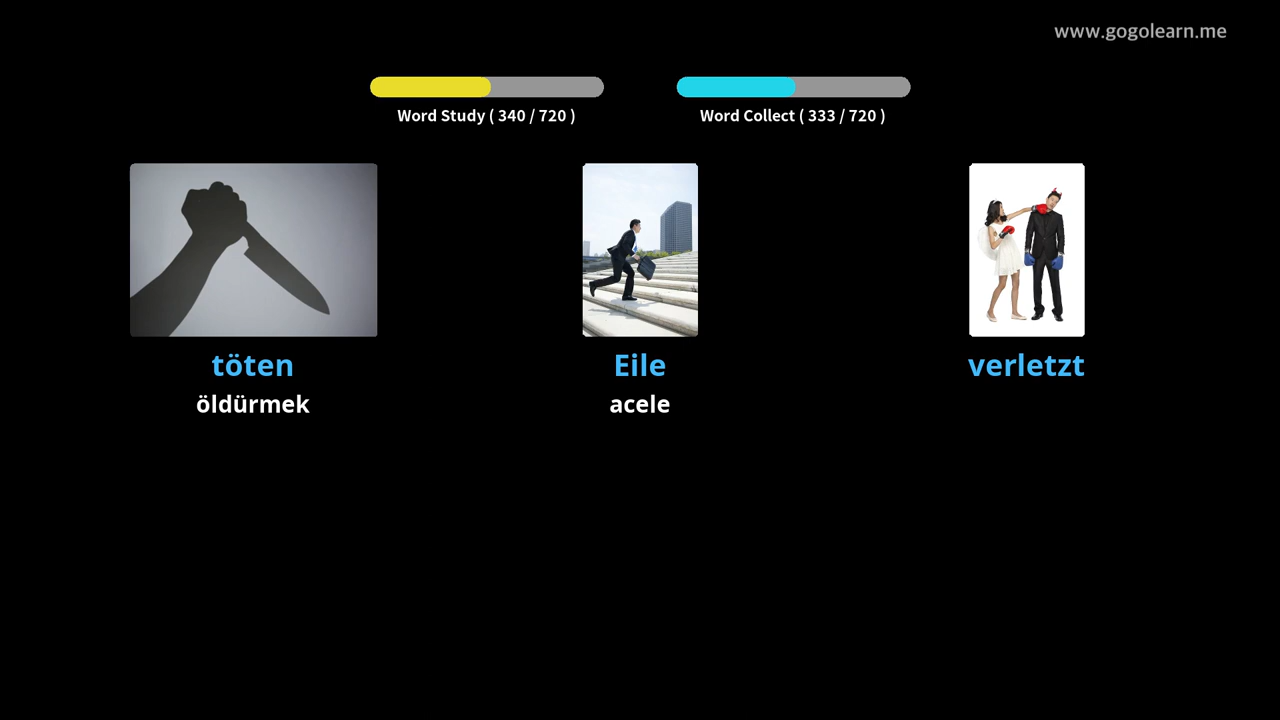 www.gogolearn.me
Word Study ( 340 / 720 )
Word Collect ( 333 / 720 )
töten
Eile
verletzt
öldürmek
acele